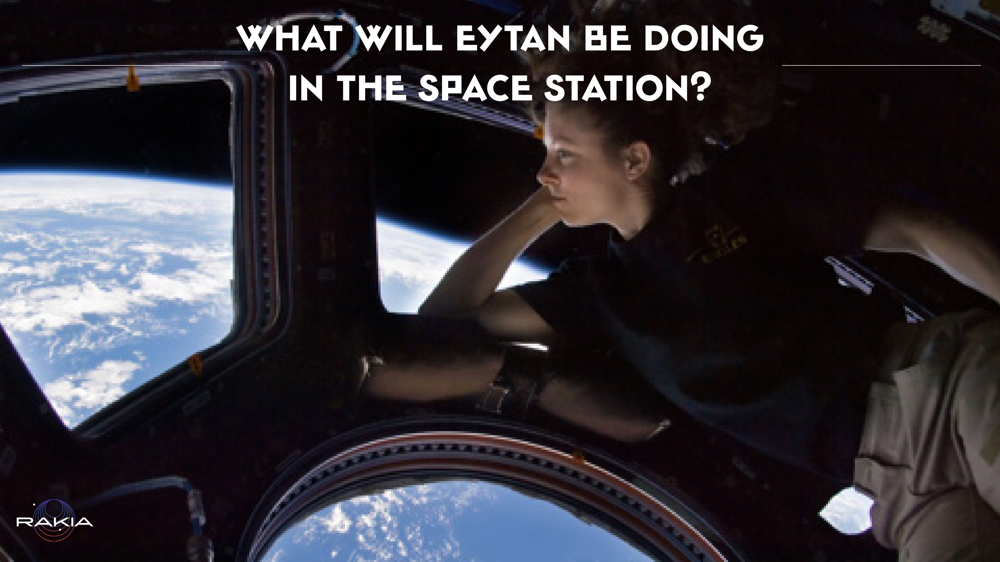 WHAT WILL EYTAN BE DOING
IN THE SPACE STATION?
RAKIA